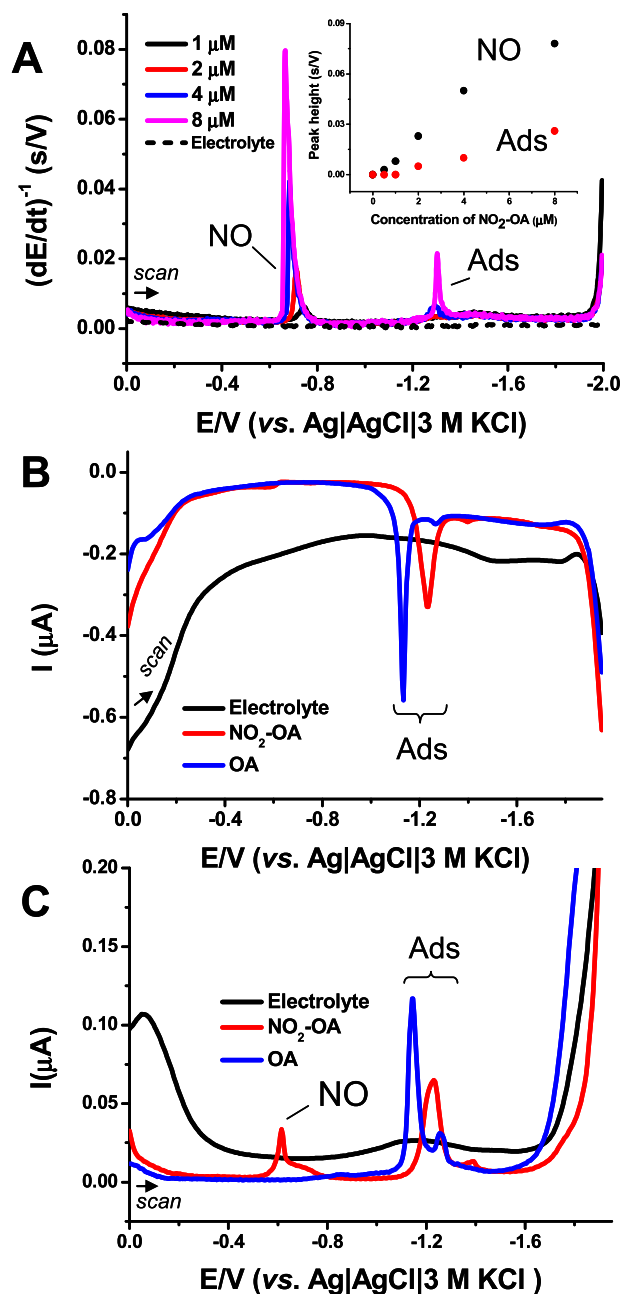 A
1 μM
2 μM
4 μM
8 μM
Electrolyte
(dE/dt)⁻¹ (s/V)
0.08
0.06
0.04
0.02
0.00
Peak height (s/V)
0.09
0.06
0.03
0.00
NO
Ads
0 2 4 6 8
Concentration of NO₂-OA (μM)
NO
Ads
scan
0.0 -0.4 -0.8 -1.2 -1.6 -2.0
E/V (vs. Ag|AgCl|3 M KCl)
B
I (μA)
0.0
-0.2
-0.4
-0.6
-0.8
scan
Electrolyte
NO₂-OA
OA
Ads
0.0 -0.4 -0.8 -1.2 -1.6
E/V (vs. Ag|AgCl|3 M KCl)
C
I(μA)
0.20
0.15
0.10
0.05
0.00
Ads
Electrolyte
NO₂-OA
OA
NO
scan
0.0 -0.4 -0.8 -1.2 -1.6
E/V (vs. Ag|AgCl|3 M KCl )